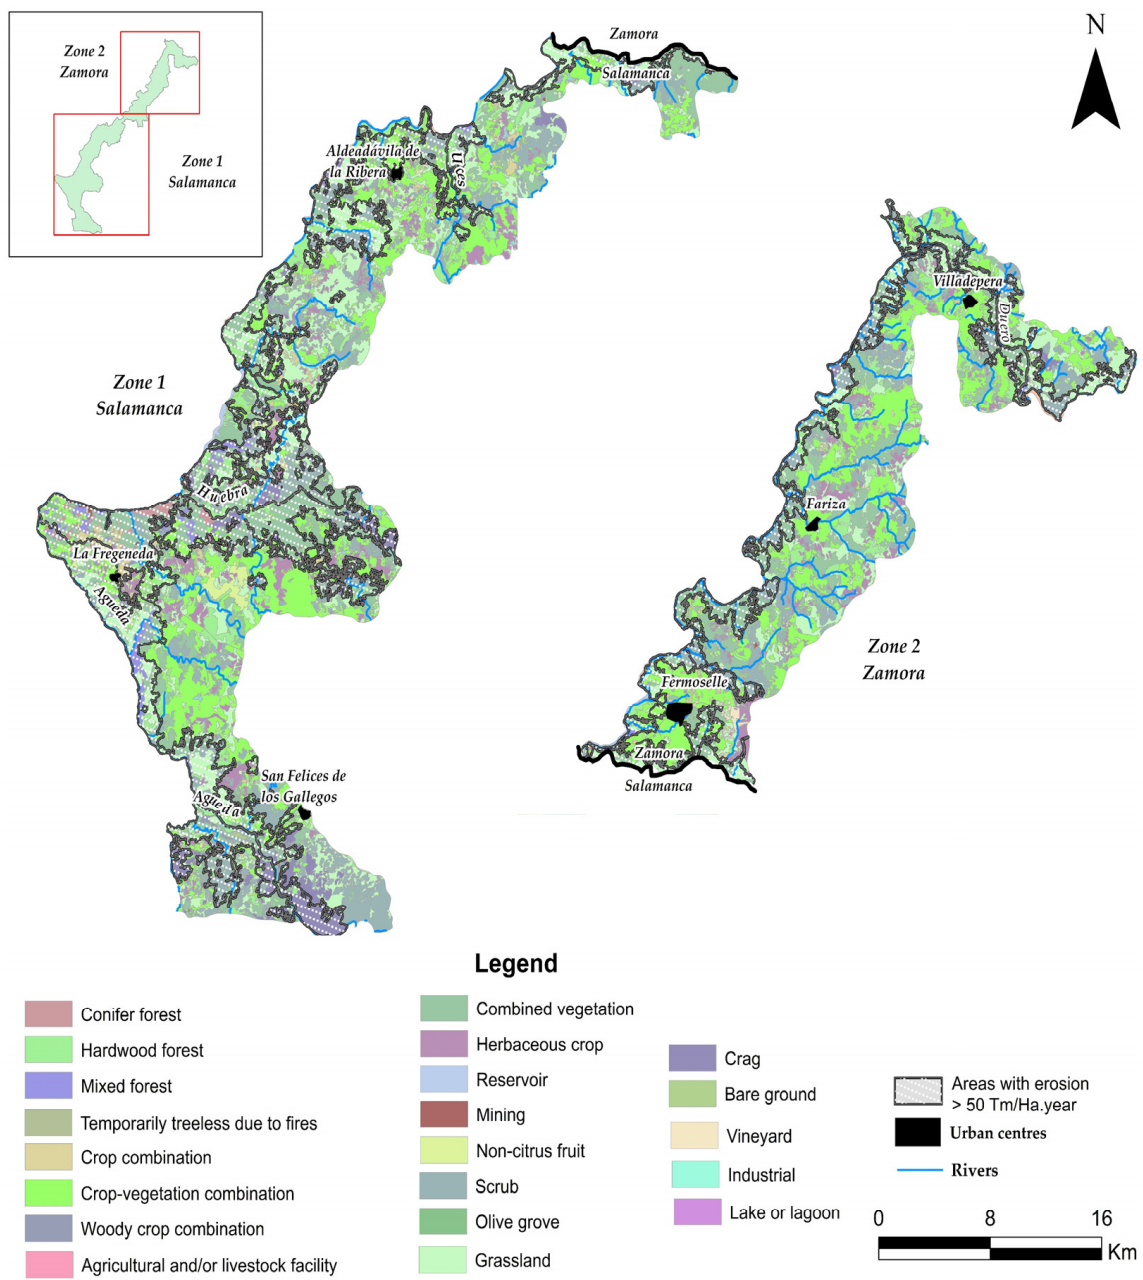 Zone 2
Zamora
Zone 1
Salamanca
N
Zamora
Salamanca
Aldeadávila de
la Ribera
Uces
Zone 1
Salamanca
Huebra
La Fregeneda
Agueda
San Felices de
los Gallegos
Agueda
Villadepera
Duero
Fariza
Zone 2
Zamora
Fermoselle
Zamora
Salamanca
Legend
Conifer forest
Hardwood forest
Mixed forest
Temporarily treeless due to fires
Crop combination
Crop-vegetation combination
Woody crop combination
Agricultural and/or livestock facility
Combined vegetation
Herbaceous crop
Reservoir
Mining
Non-citrus fruit
Scrub
Olive grove
Grassland
Crag
Bare ground
Vineyard
Industrial
Lake or lagoon
Areas with erosion
> 50 Tm/Ha.year
Urban centres
Rivers
0 8 16
Km